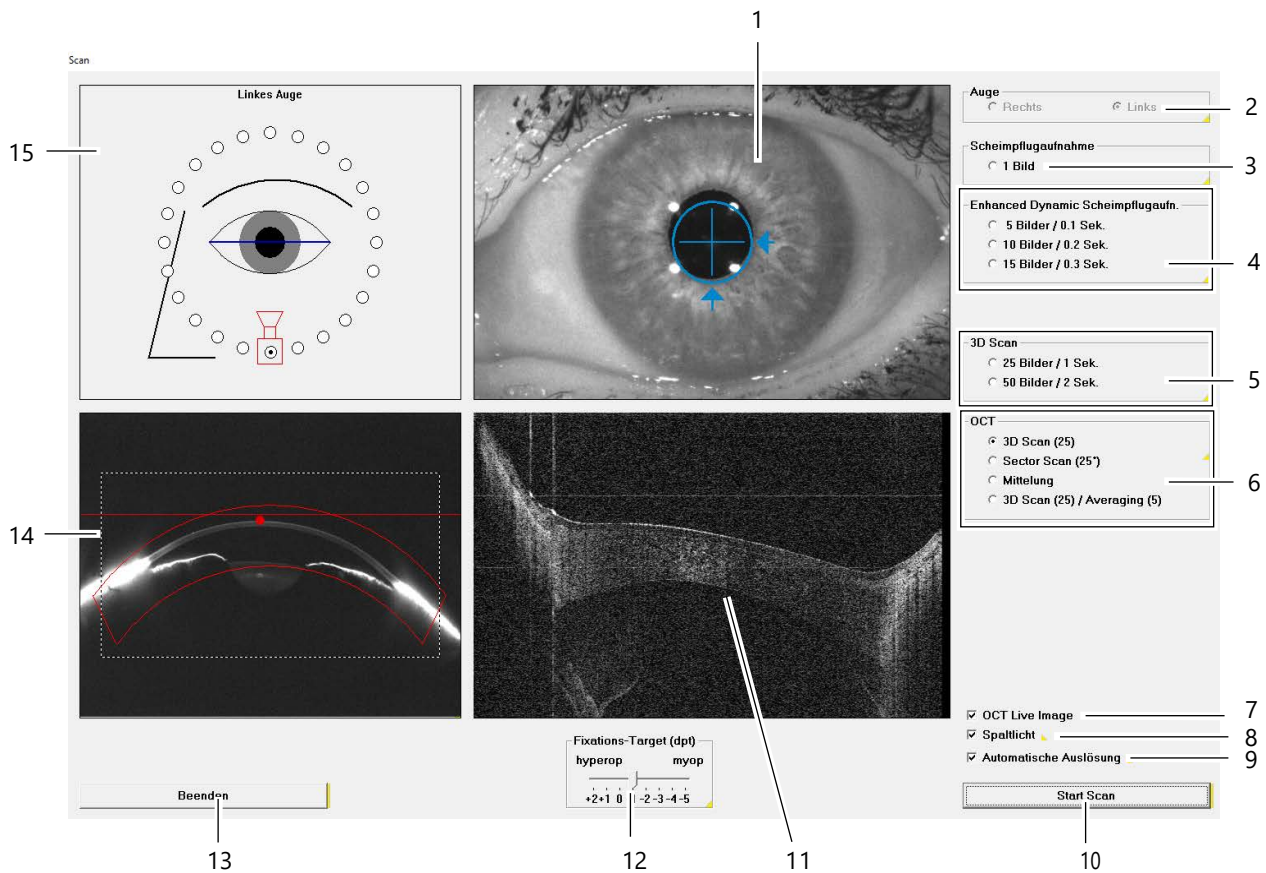 1
Scan
Linkes Auge
15
Auge
Rechts
Links
2
Scheimpflugaufnahme
1 Bild
3
Enhanced Dynamic Scheimpflugaufn.
5 Bilder / 0.1 Sek.
10 Bilder / 0.2 Sek.
15 Bilder / 0.3 Sek.
4
3D Scan
25 Bilder / 1 Sek.
50 Bilder / 2 Sek.
5
OCT
3D Scan (25)
Sector Scan (25°)
Mittelung
3D Scan (25) / Averaging (5)
6
14
OCT Live Image
7
Spaltlicht
8
Automatische Auslösung
9
Fixations-Target (dpt)
hyperop myop
+2 +1 0 -1 -2 -3 -4 -5
Beenden
Start Scan
13
12
11
10